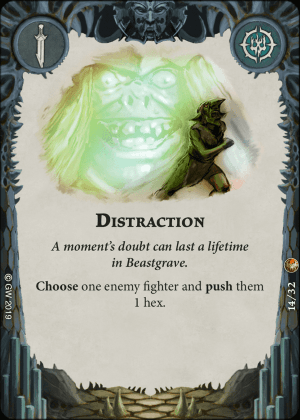 DISTRACTION
A moment's doubt can last a lifetime
in Beastgrave.
Choose one enemy fighter and push them
1 hex.
© GW 2019
14/32